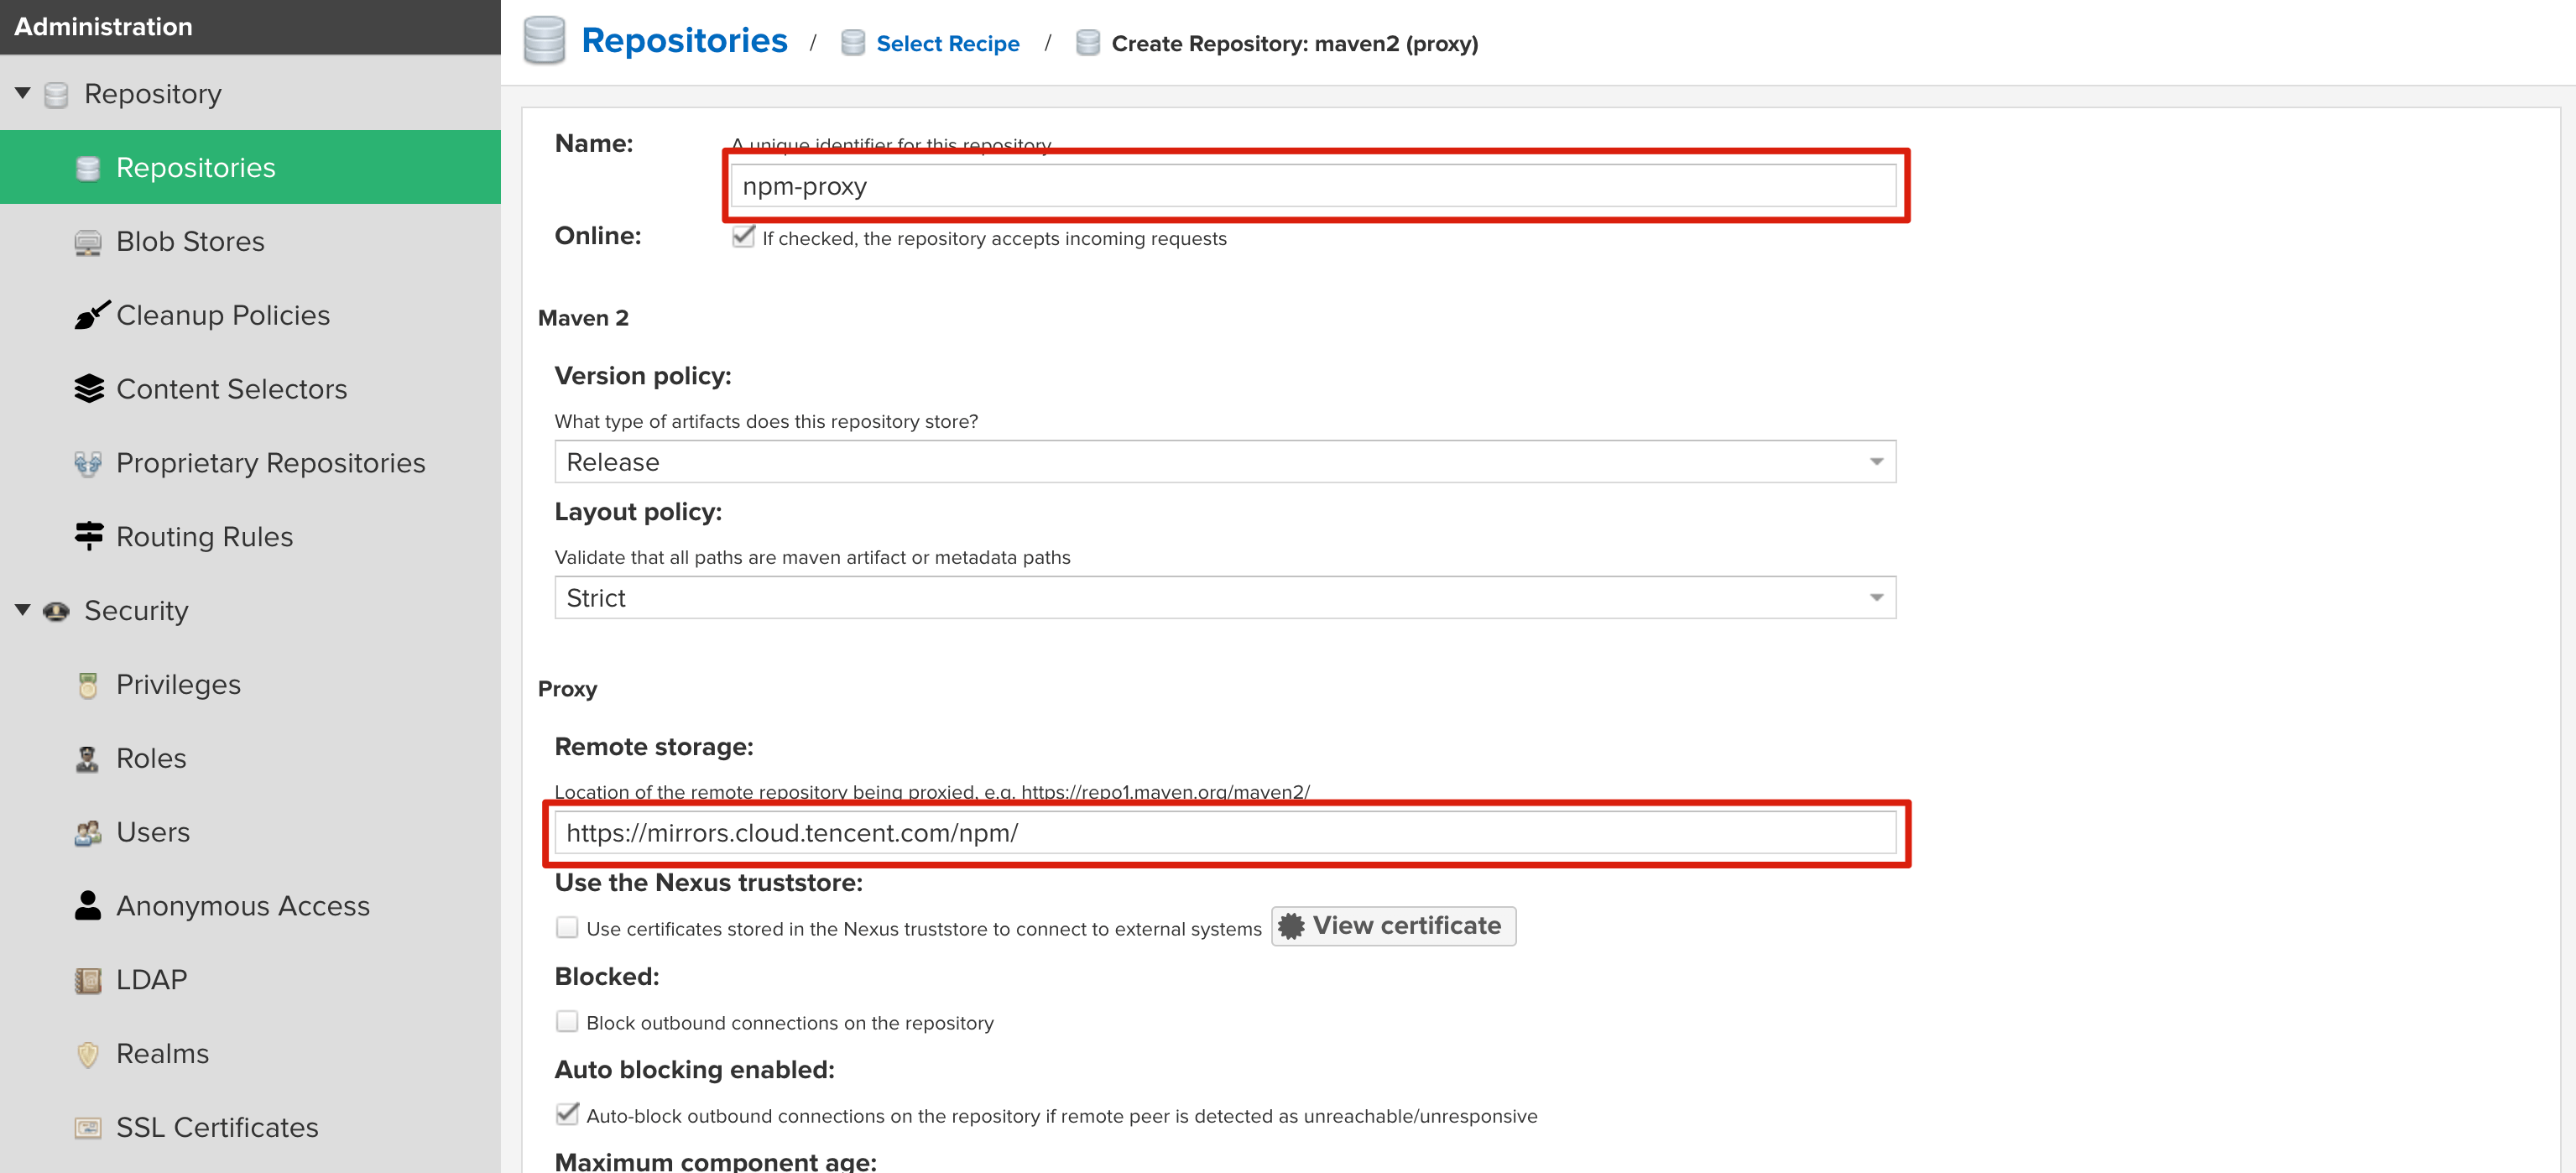 Administration
Repository
Repositories
Blob Stores
Cleanup Policies
Content Selectors
Proprietary Repositories
Routing Rules
Security
Privileges
Roles
Users
Anonymous Access
LDAP
Realms
SSL Certificates
Repositories / Select Recipe / Create Repository: maven2 (proxy)
Name: A unique identifier for this repository
npm-proxy
Online: If checked, the repository accepts incoming requests
Maven 2
Version policy:
What type of artifacts does this repository store?
Release
Layout policy:
Validate that all paths are maven artifact or metadata paths
Strict
Proxy
Remote storage:
Location of the remote repository being proxied, e.g. https://repo1.maven.org/maven2/
https://mirrors.cloud.tencent.com/npm/
Use the Nexus truststore:
Use certificates stored in the Nexus truststore to connect to external systems View certificate
Blocked:
Block outbound connections on the repository
Auto blocking enabled:
Auto-block outbound connections on the repository if remote peer is detected as unreachable/unresponsive
Maximum component age: